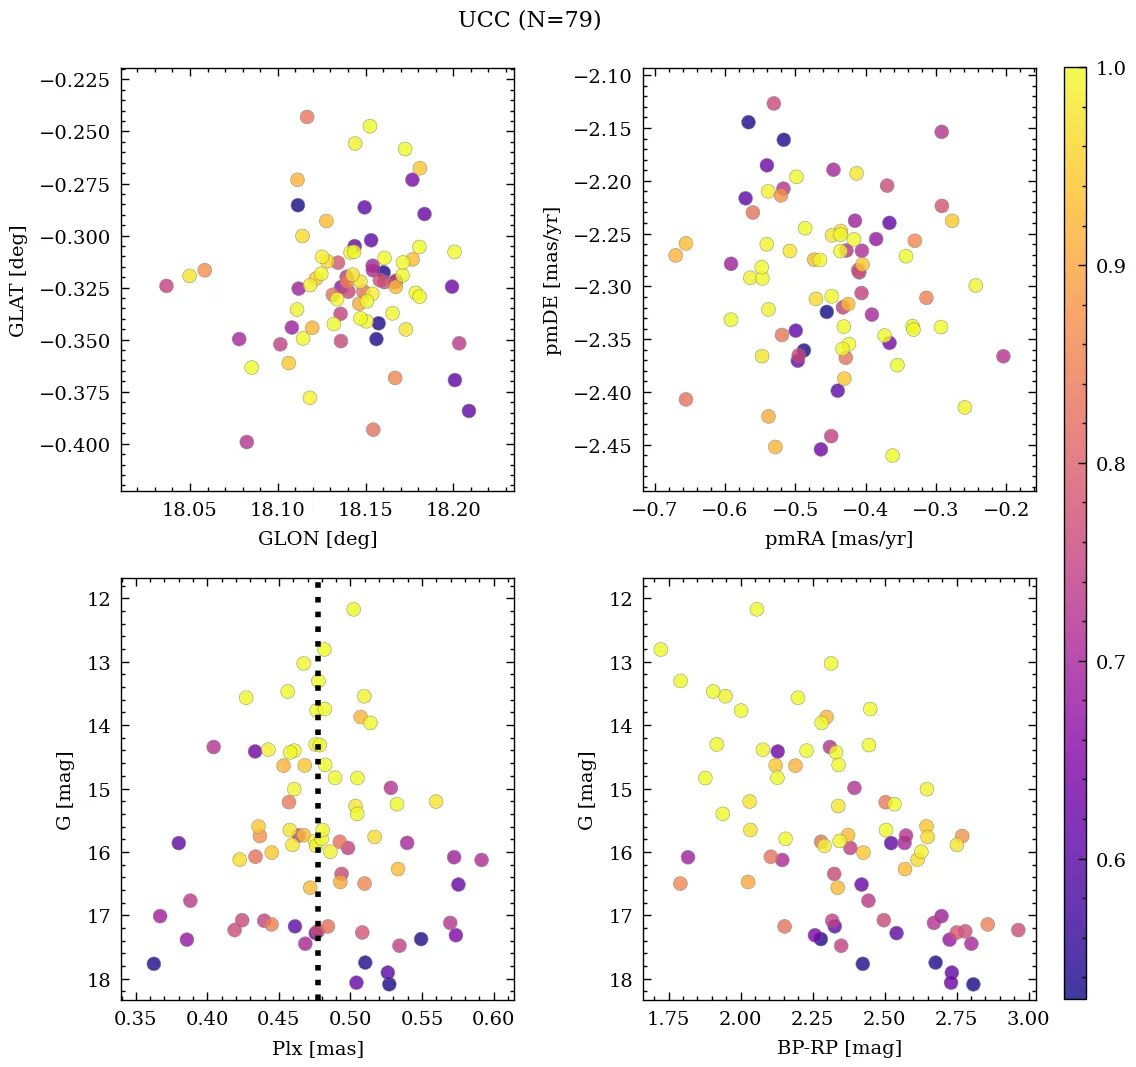 UCC (N=79)
−0.225
−0.250
−0.275
−0.300
−0.325
−0.350
−0.375
−0.400
GLAT [deg]
18.05 18.10 18.15 18.20
GLON [deg]
−2.10
−2.15
−2.20
−2.25
−2.30
−2.35
−2.40
−2.45
pmDE [mas/yr]
−0.7 −0.6 −0.5 −0.4 −0.3 −0.2
pmRA [mas/yr]
12
13
14
15
16
17
18
G [mag]
0.35 0.40 0.45 0.50 0.55 0.60
Plx [mas]
12
13
14
15
16
17
18
G [mag]
1.75 2.00 2.25 2.50 2.75 3.00
BP-RP [mag]
1.0
0.9
0.8
0.7
0.6